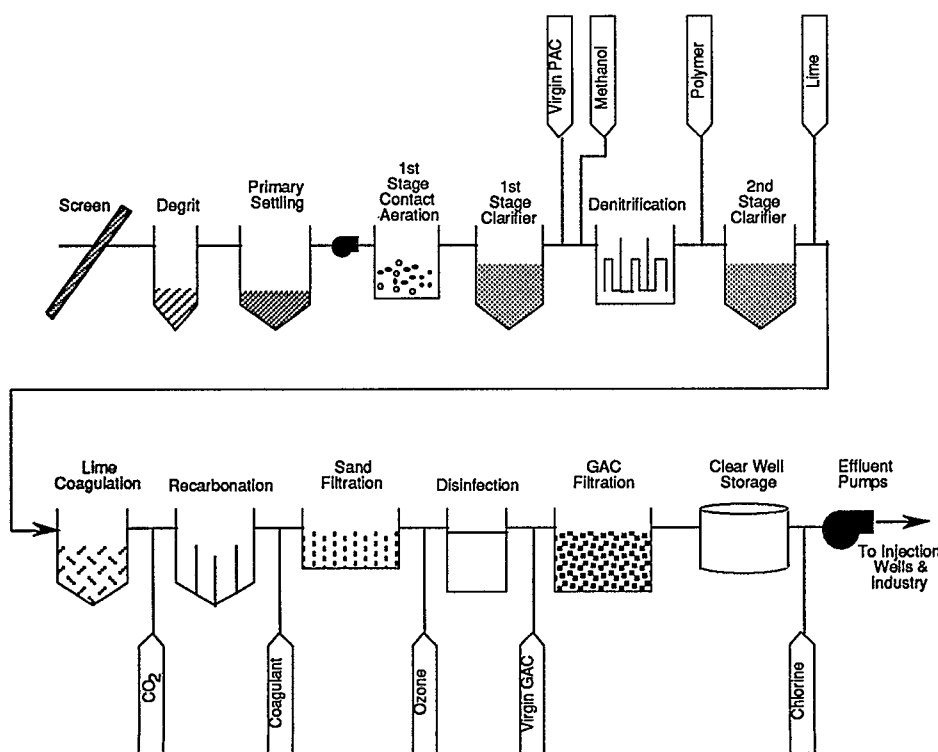 Virgin PAC
Methanol
Polymer
Lime
Screen
Degrit
Primary
Settling
1st
Stage
Contact
Aeration
1st
Stage
Clarifier
Denitrification
2nd
Stage
Clarifier
Lime
Coagulation
Recarbonation
Sand
Filtration
Disinfection
GAC
Filtration
Clear Well
Storage
Effluent
Pumps
To Injection
Wells &
Industry
CO2
Coagulant
Ozone
Virgin GAC
Chlorine